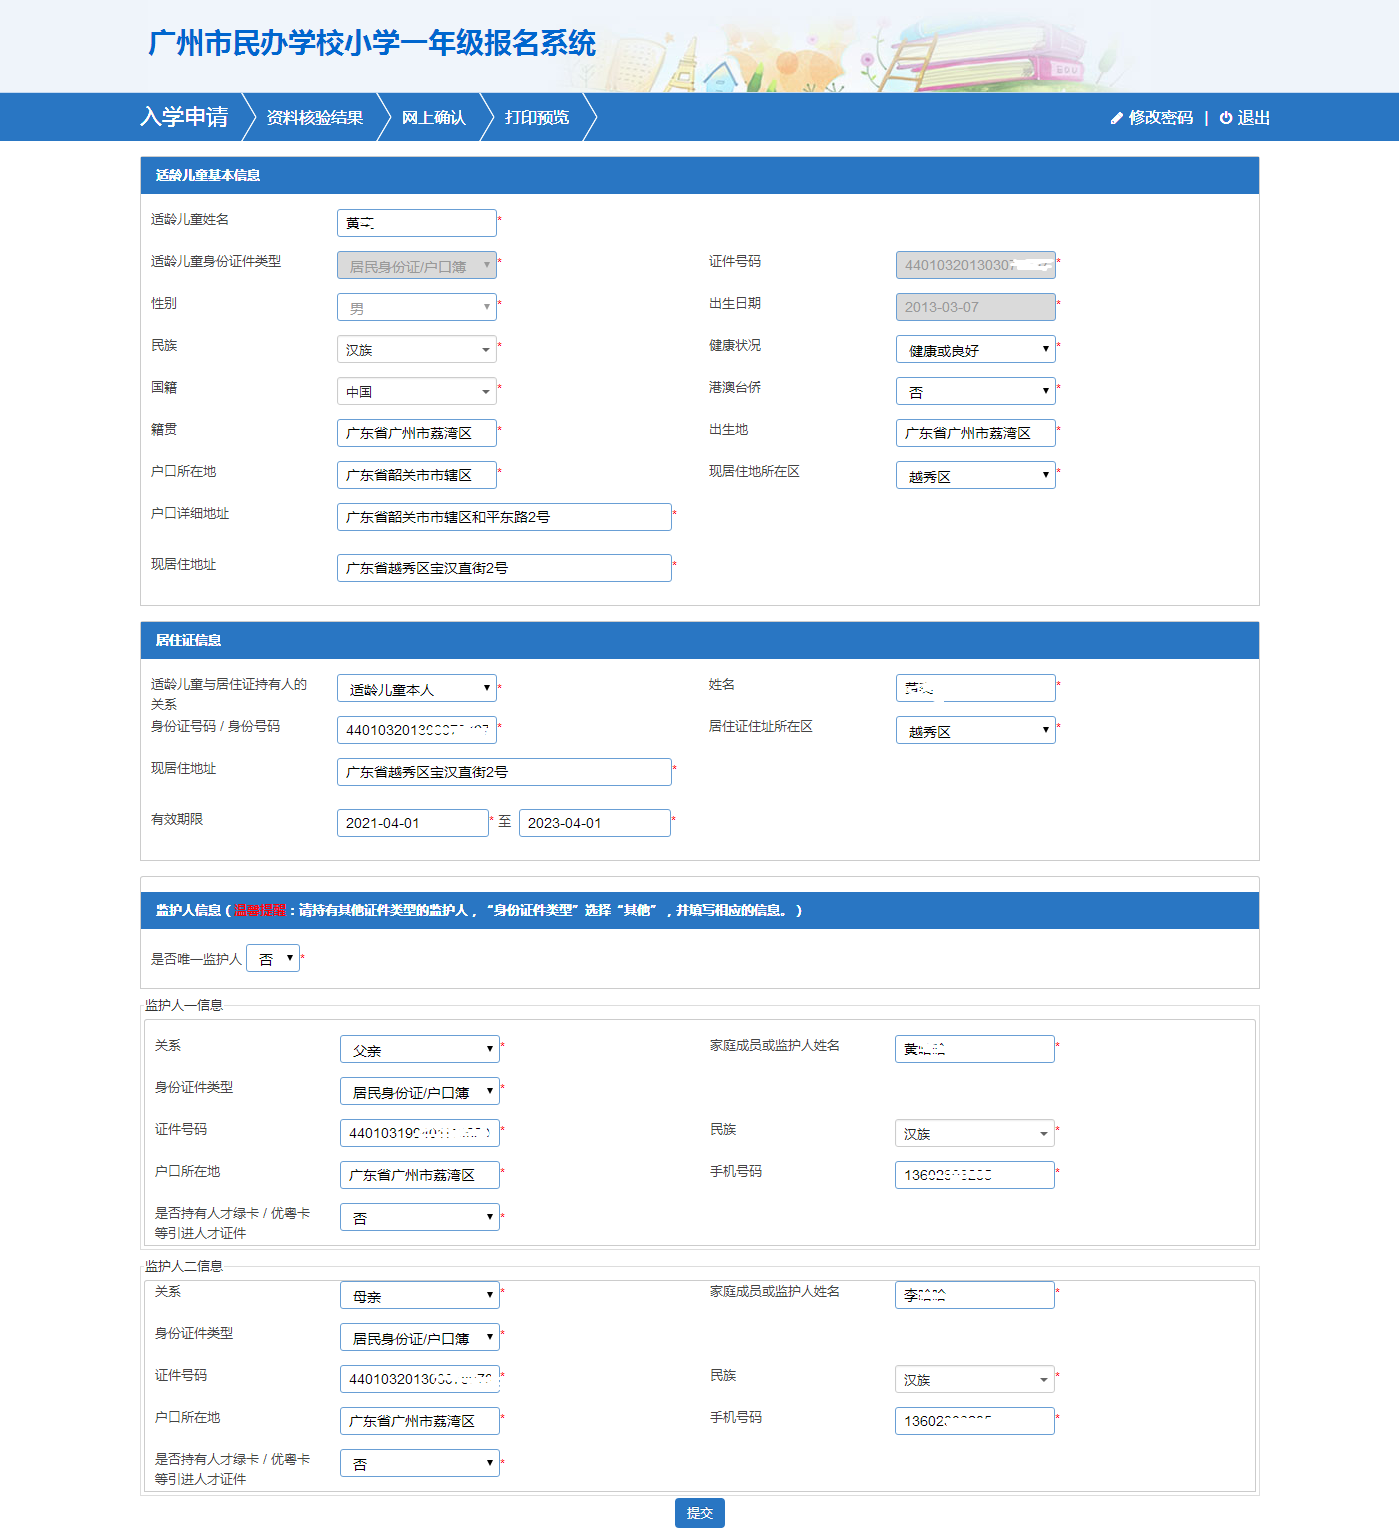 广州市民办学校小学一年级报名系统
入学申请 资料核验结果 网上确认 打印预览 修改密码 | 退出
适龄儿童基本信息
适龄儿童姓名 黄 *
适龄儿童身份证件类型 居民身份证/户口簿 * 证件号码 4401032013030 *
性别 男 * 出生日期 2013-03-07 *
民族 汉族 * 健康状况 健康或良好 *
国籍 中国 * 港澳台侨 否 *
籍贯 广东省广州市荔湾区 * 出生地 广东省广州市荔湾区 *
户口所在地 广东省韶关市市辖区 * 现居住地所在区 越秀区 *
户口详细地址 广东省韶关市市辖区和平东路2号 *
现居住地址 广东省越秀区宝汉直街2号 *
居住证信息
适龄儿童与居住证持有人的 适龄儿童本人 * 姓名 *
关系
身份证号码 / 身份号码 440103201 * 居住证住址所在区 越秀区 *
现居住地址 广东省越秀区宝汉直街2号 *
有效期限 2021-04-01 * 至 2023-04-01 *
监护人信息（温馨提醒：请持有其他证件类型的监护人，“身份证件类型”选择“其他”，并填写相应的信息。）
是否唯一监护人 否 *
监护人一信息
关系 父亲 * 家庭成员或监护人姓名 黄 *
身份证件类型 居民身份证/户口簿 *
证件号码 44010319 * 民族 汉族 *
户口所在地 广东省广州市荔湾区 * 手机号码 13602 *
是否持有人才绿卡 / 优粤卡 否 *
等引进人才证件
监护人二信息
关系 母亲 * 家庭成员或监护人姓名 李 *
身份证件类型 居民身份证/户口簿 *
证件号码 44010320130 * 民族 汉族 *
户口所在地 广东省广州市荔湾区 * 手机号码 13602 *
是否持有人才绿卡 / 优粤卡 否 *
等引进人才证件
提交